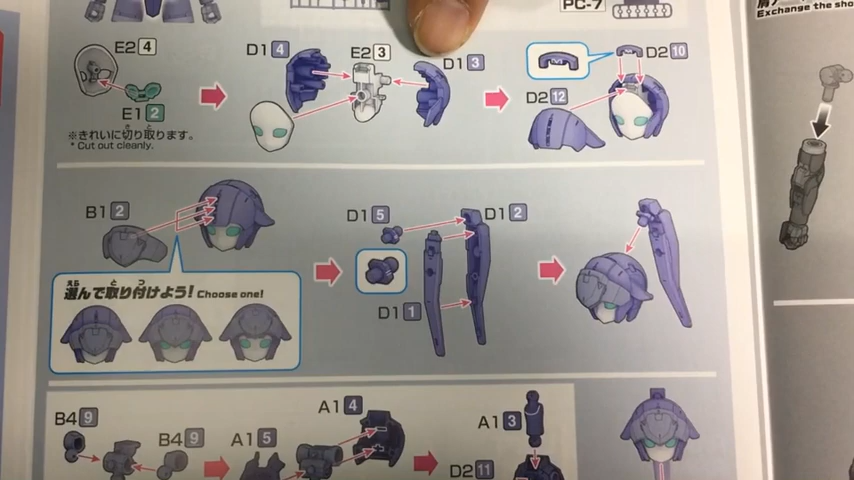 PC-7
Exchange the sho
E2 4
E1 2
D1 4
E2 3
D1 3
D2 10
D2 12
※きれいに切り取ります。
* Cut out cleanly.
B1 2
選んで取り付けよう! Choose one!
D1 5
D1 2
D1 1
B4 9
B4 9
A1 5
A1 4
A1 3
D2 11